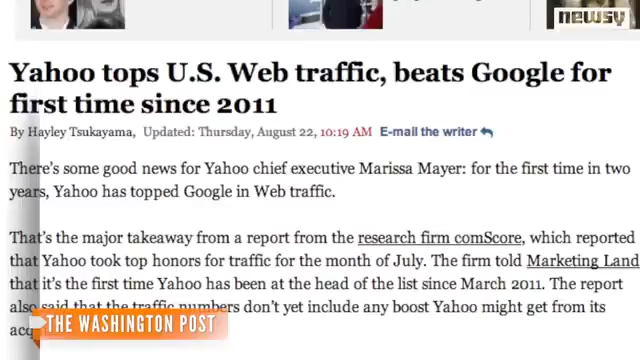 newsy
Yahoo tops U.S. Web traffic, beats Google for
first time since 2011
By Hayley Tsukayama, Updated: Thursday, August 22, 10:19 AM E-mail the writer
There's some good news for Yahoo chief executive Marissa Mayer: for the first time in two
years, Yahoo has topped Google in Web traffic.
That's the major takeaway from a report from the research firm comScore, which reported
that Yahoo took top honors for traffic for the month of July. The firm told Marketing Land
that it's the first time Yahoo has been at the head of the list since March 2011. The report
also said that the traffic numbers don't yet include any boost Yahoo might get from its
THE WASHINGTON POST